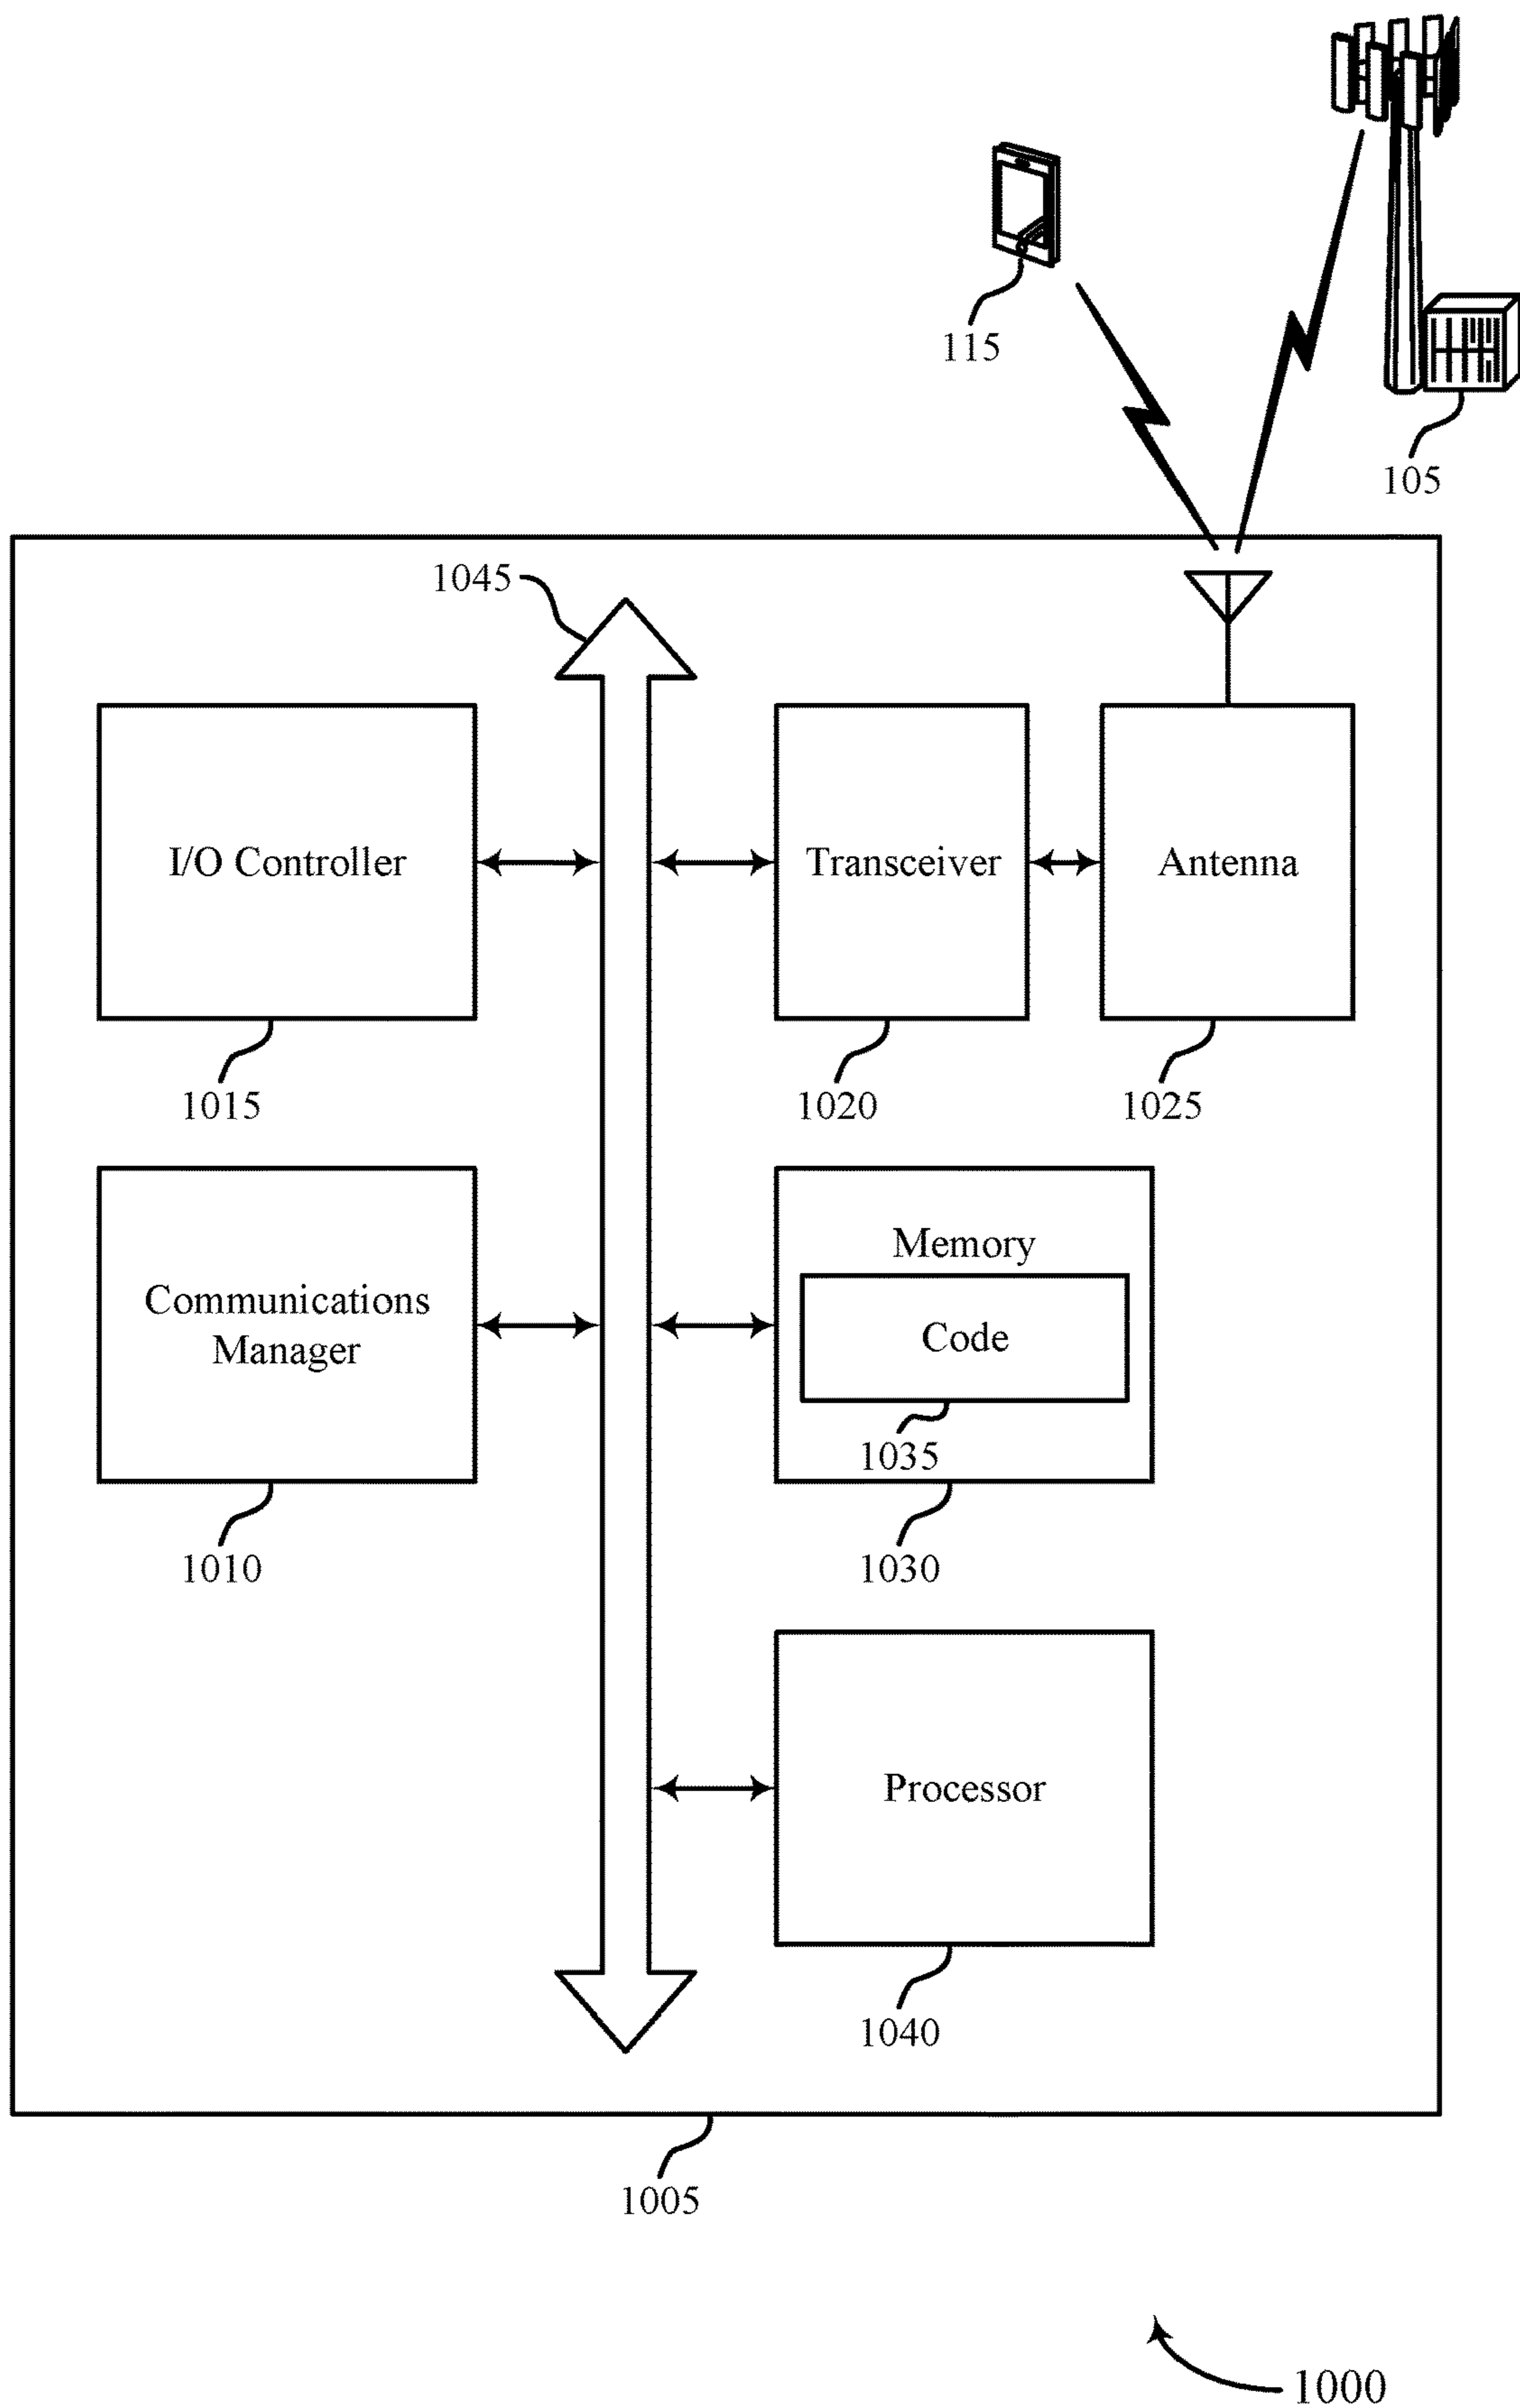 115
105
1045
I/O Controller
Transceiver
Antenna
1015
1020
1025
Communications
Manager
Memory
Code
1035
1010
1030
Processor
1040
1005
1000